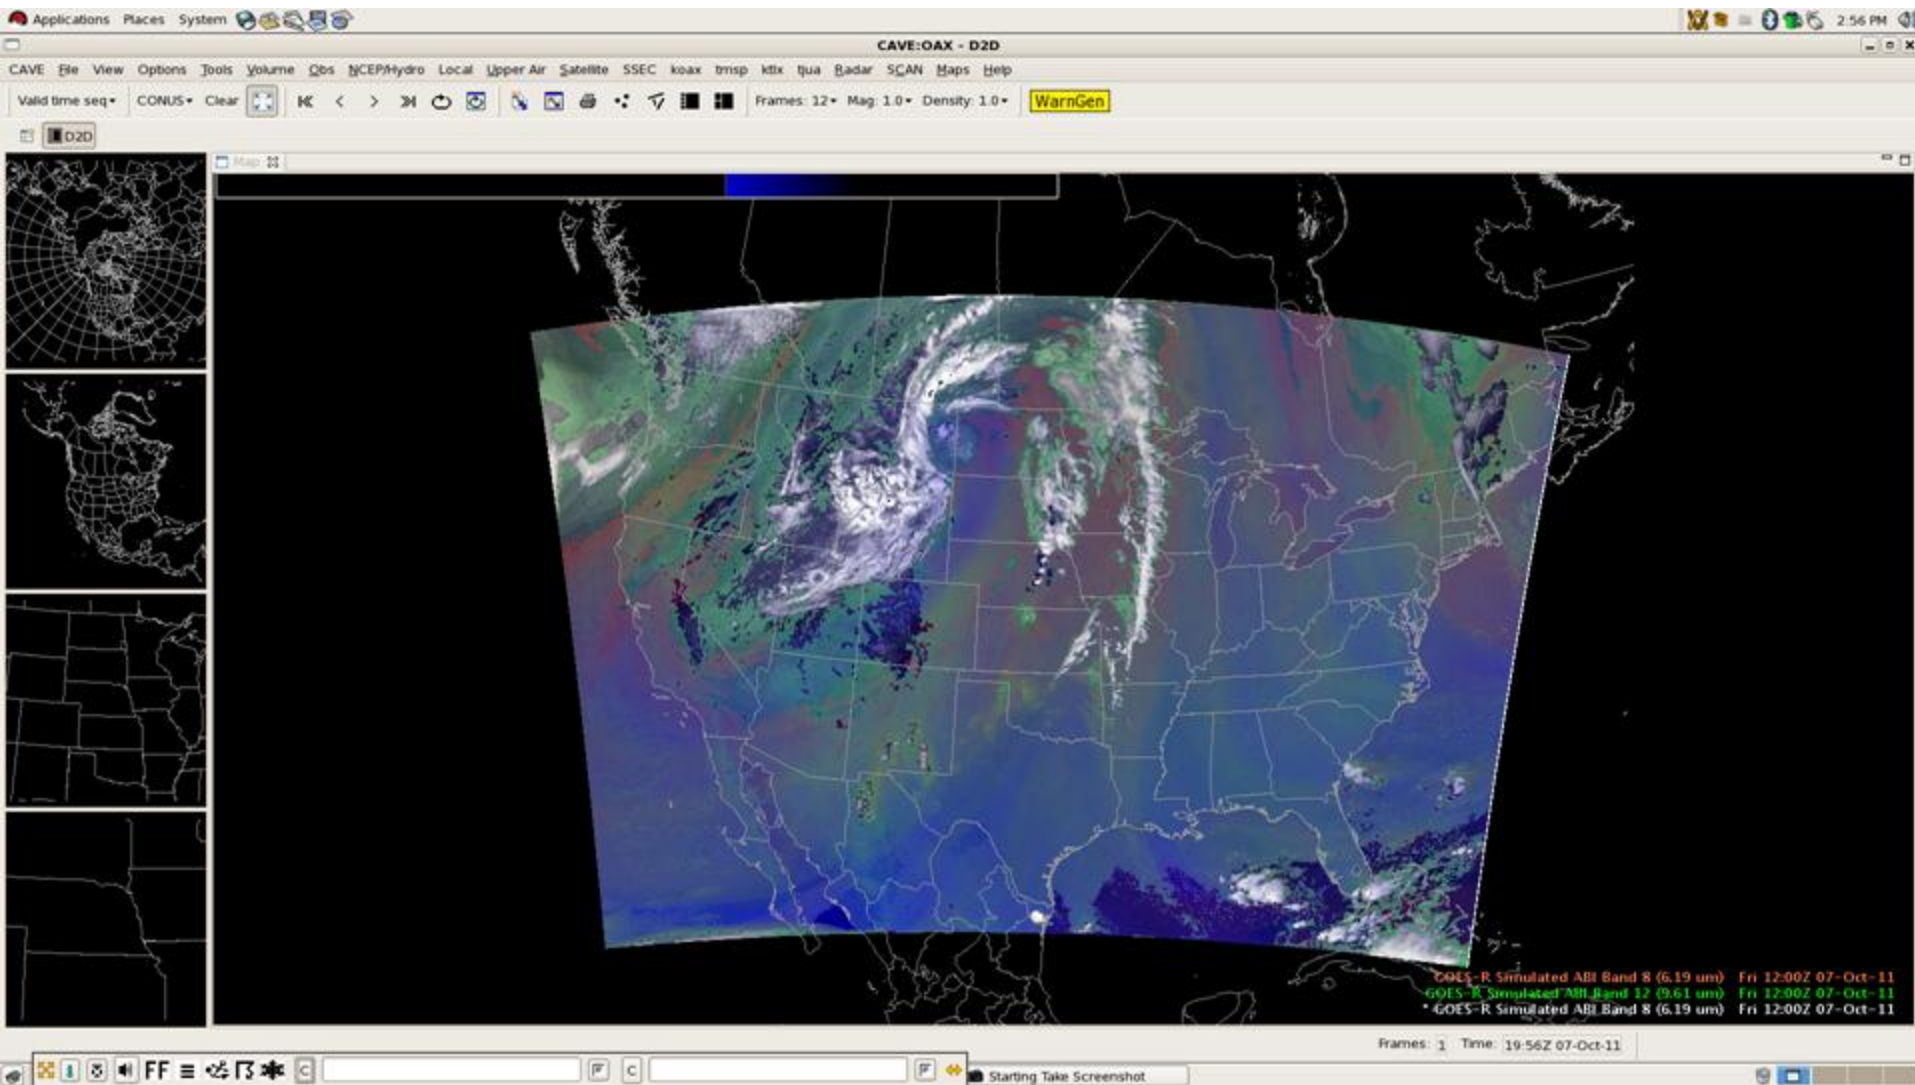 Applications Places System 2:56 PM
CAVE:OAX - D2D
CAVE File View Options Tools Volume Obs NCEP/Hydro Local Upper Air Satellite SSEC koax tmsp ktlx tjua Radar SCAN Maps Help
Valid time seq CONUS Clear Frames: 12 Mag: 1.0 Density: 1.0 WarnGen
D2D
Map
GOES-R Simulated ABI Band 8 (6.19 um) Fri 12:00Z 07-Oct-11
GOES-R Simulated ABI Band 12 (9.61 um) Fri 12:00Z 07-Oct-11
* GOES-R Simulated ABI Band 8 (6.19 um) Fri 12:00Z 07-Oct-11
Frames: 1 Time: 19:56Z 07-Oct-11
FF C C F Starting Take Screenshot